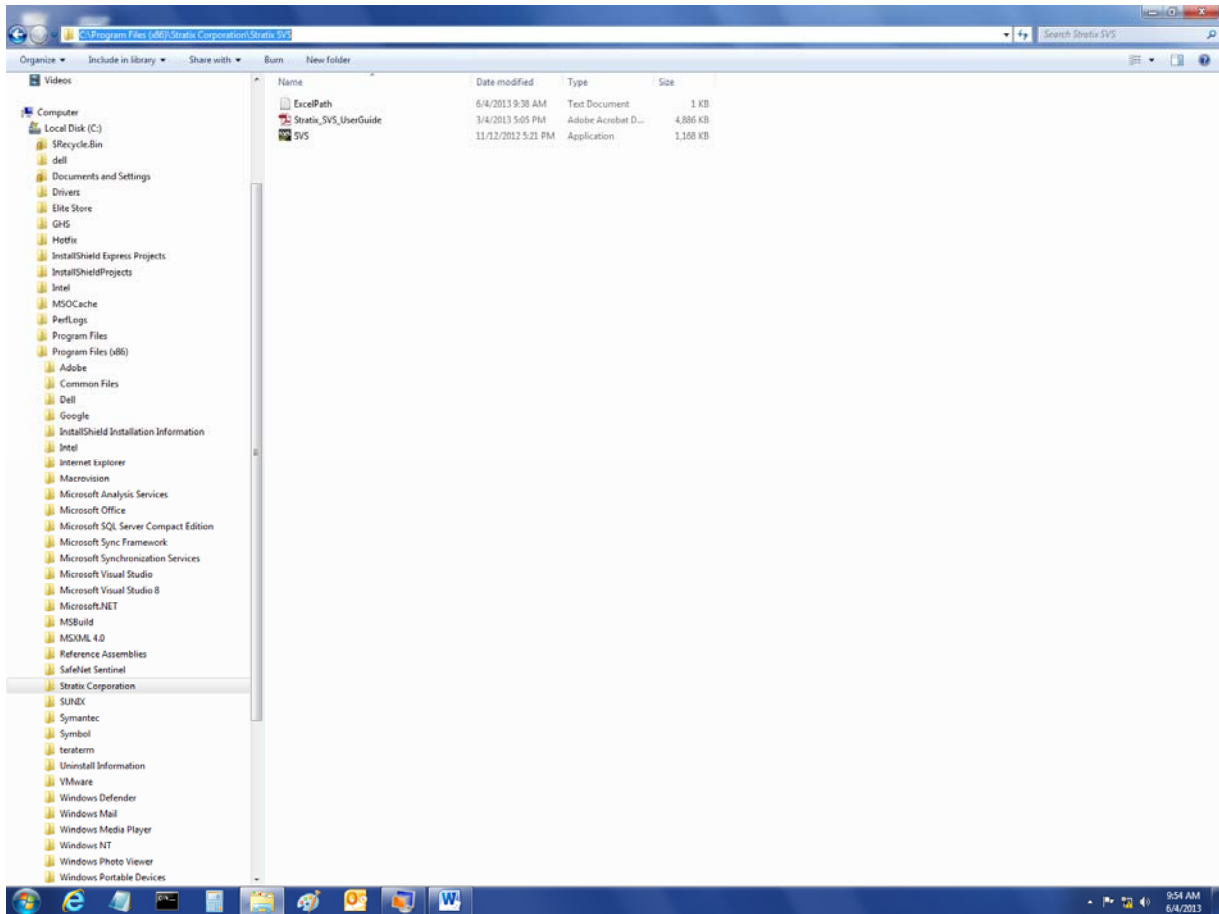 C:\Program Files (x86)\Stratix Corporation\Stratix SVS
Search Stratix SVS
Organize Include in library Share with Burn New folder
Videos
Computer
Local Disk (C:)
$Recycle.Bin
dell
Documents and Settings
Drivers
Elite Store
GHS
Hotfix
InstallShield Express Projects
InstallShieldProjects
Intel
MSOCache
PerfLogs
Program Files
Program Files (x86)
Adobe
Common Files
Dell
Google
InstallShield Installation Information
Intel
Internet Explorer
Macrovision
Microsoft Analysis Services
Microsoft Office
Microsoft SQL Server Compact Edition
Microsoft Sync Framework
Microsoft Synchronization Services
Microsoft Visual Studio
Microsoft Visual Studio 8
Microsoft.NET
MSBuild
MSXML 4.0
Reference Assemblies
SafeNet Sentinel
Stratix Corporation
SUNIX
Symantec
Symbol
teraterm
Uninstall Information
VMware
Windows Defender
Windows Mail
Windows Media Player
Windows NT
Windows Photo Viewer
Windows Portable Devices
Name Date modified Type Size
ExcelPath 6/4/2013 9:38 AM Text Document 1 KB
Stratix_SVS_UserGuide 3/4/2013 5:05 PM Adobe Acrobat D... 4,886 KB
SVS 11/12/2012 5:21 PM Application 1,168 KB
9:54 AM
6/4/2013